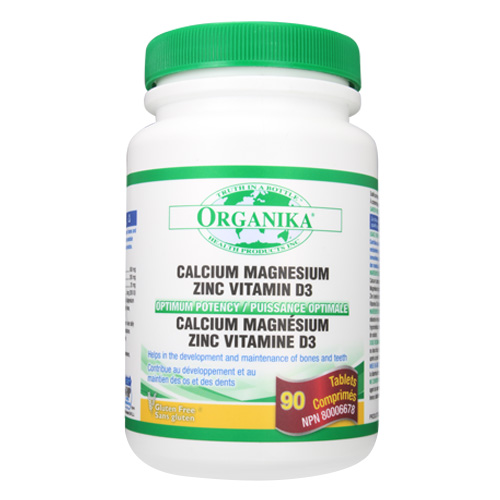 TRUTH IN A BOTTLE
ORGANIKA®
HEALTH PRODUCTS INC.
CALCIUM MAGNESIUM
ZINC VITAMIN D3
OPTIMUM POTENCY / PUISSANCE OPTIMALE
CALCIUM MAGNÉSIUM
ZINC VITAMINE D3
Helps in the development and maintenance of bones and teeth
Contribue au développement et au
maintien des os et des dents
Gluten Free
Sans gluten
90 Tablets
Comprimés
NPN 80006678